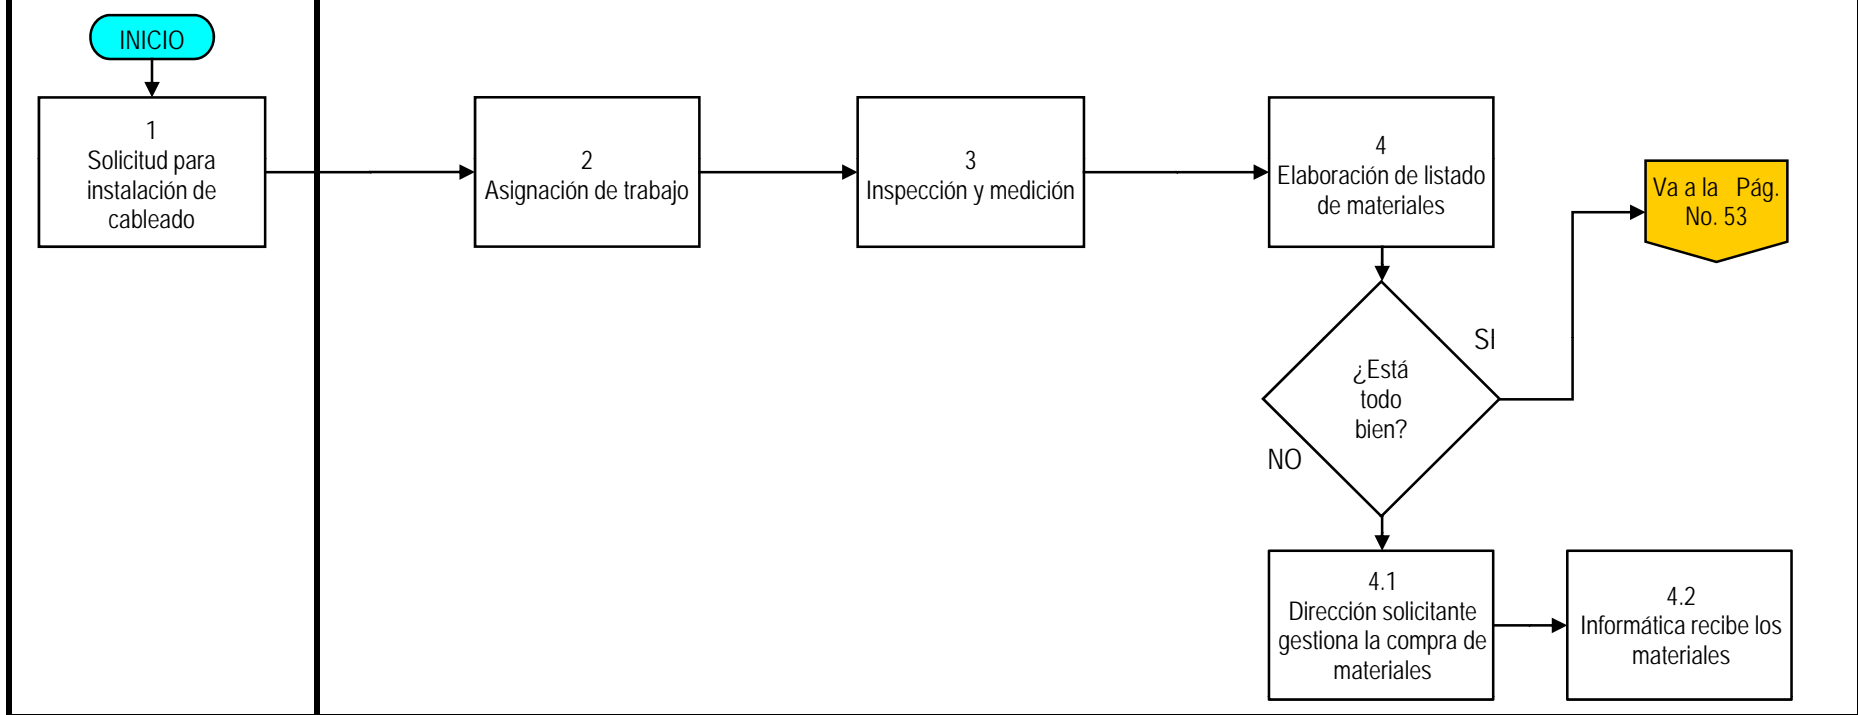 INICIO
1
Solicitud para
instalación de
cableado
2
Asignación de trabajo
3
Inspección y medición
4
Elaboración de listado
de materiales
Va a la Pág.
No. 53
SI
¿Está
todo
bien?
NO
4.1
Dirección solicitante
gestiona la compra de
materiales
4.2
Informática recibe los
materiales